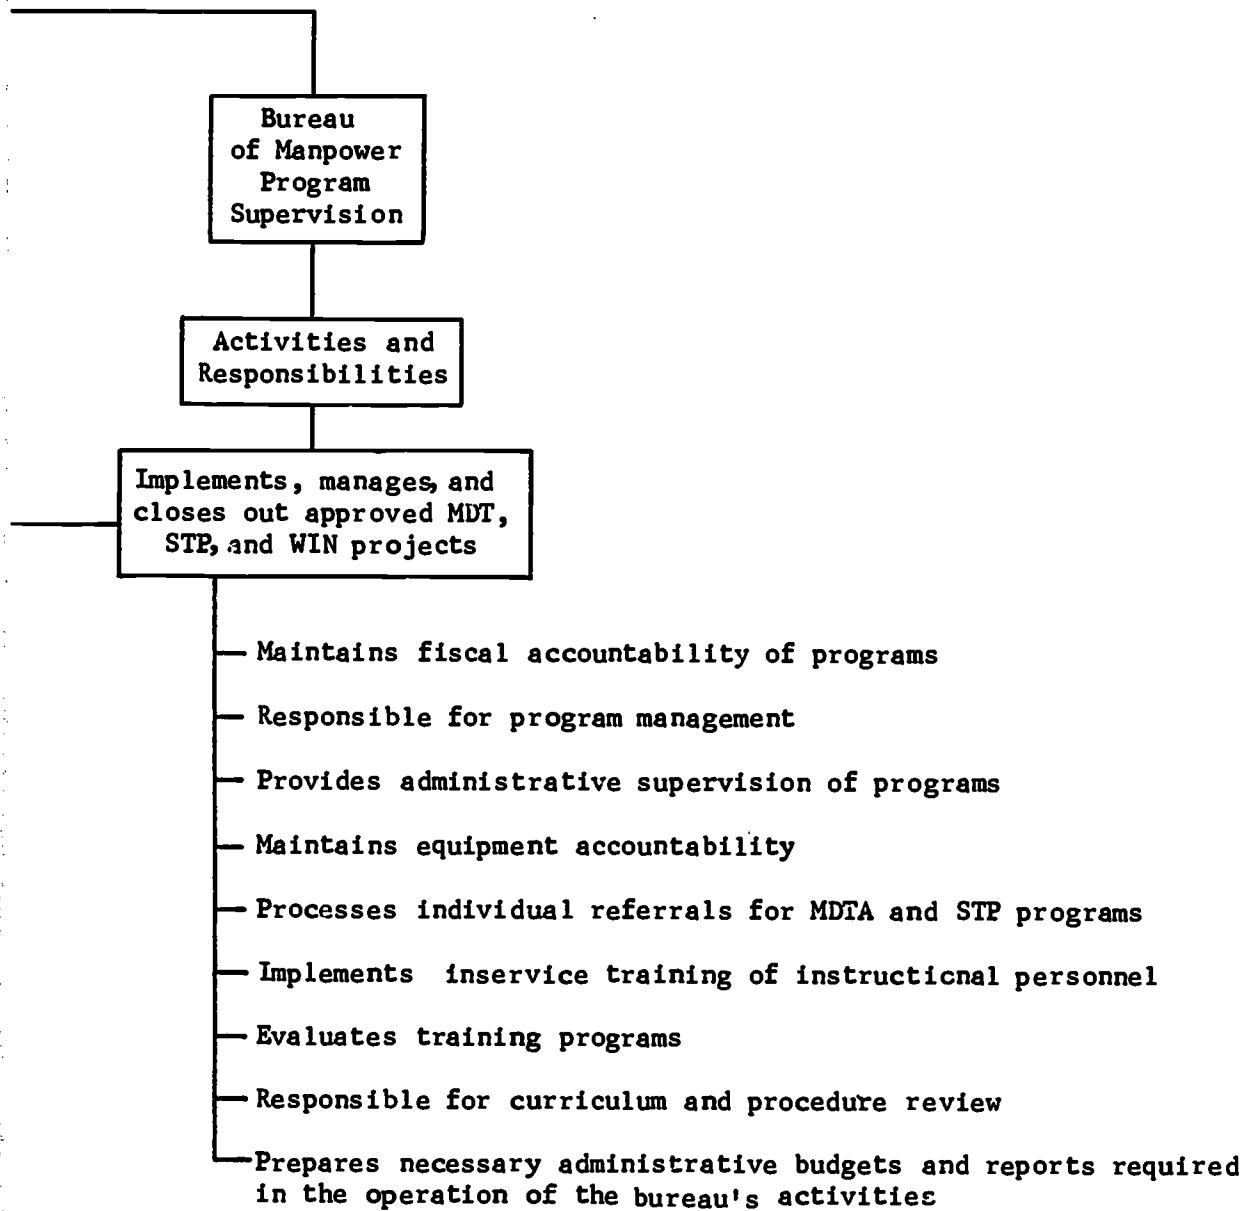 Bureau
of Manpower
Program
Supervision
Activities and
Responsibilities
Implements, manages, and
closes out approved MDT,
STP, and WIN projects
Maintains fiscal accountability of programs
Responsible for program management
Provides administrative supervision of programs
Maintains equipment accountability
Processes individual referrals for MDTA and STP programs
Implements inservice training of instructional personnel
Evaluates training programs
Responsible for curriculum and procedure review
Prepares necessary administrative budgets and reports required
in the operation of the bureau's activities